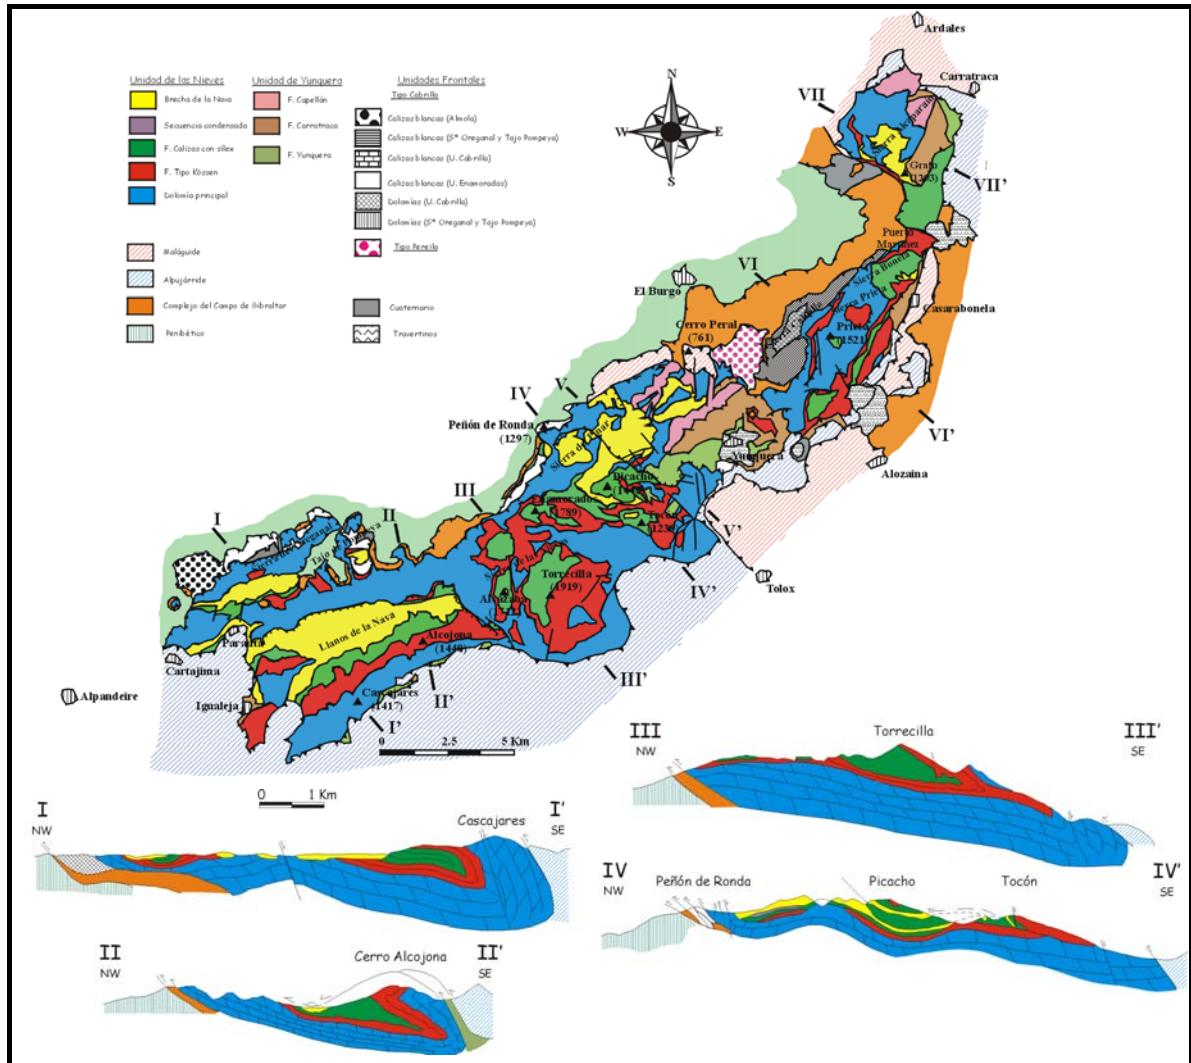 Unidad de las Nieves
Brecha de la Nava
Secuencia condensada
F. Calizas con sílex
F. Tipo Kössen
Dolomía principal
Unidad de Yunquera
F. Capellán
F. Carratraca
F. Yunquera
Unidades Frontales
Tipo Cabrilla
Calizas blancas (Almola)
Calizas blancas (Sª Oreganal y Tajo Pompeya)
Calizas blancas (U. Cabrilla)
Calizas blancas (U. Enamorados)
Dolomías (U. Cabrilla)
Dolomías (Sª Oreganal y Tajo Pompeya)
Tipo Pereila
Maláguide
Alpujárride
Complejo del Campo de Gibraltar
Penibético
Cuaternario
Travertinos
N
W
E
S
Ardales
Carratraca
VII
Grajo
VII'
Puerto
Martínez
Sierra Bonela
Sierra Prieta
VI
El Burgo
Casarabonela
Cerro Peral
(761)
Prieta
(1521)
VI'
V
IV
Peñón de Ronda
(1297)
Yunquera
Alozaina
Picacho
Enamorados
(1789)
Tocón
V'
III
Tolox
IV'
I
II
Torrecilla
(1919)
Llanos de la Nava
Alcojona
Parauta
Cartajima
Alpandeire
Igualeja
Cascajares
(1417)
I'
II'
III'
0 2.5 5 Km
0 1 Km
III
NW
Torrecilla
III'
SE
I
NW
Cascajares
I'
SE
IV
NW
Peñón de Ronda
Picacho
Tocón
IV'
SE
II
NW
Cerro Alcojona
II'
SE